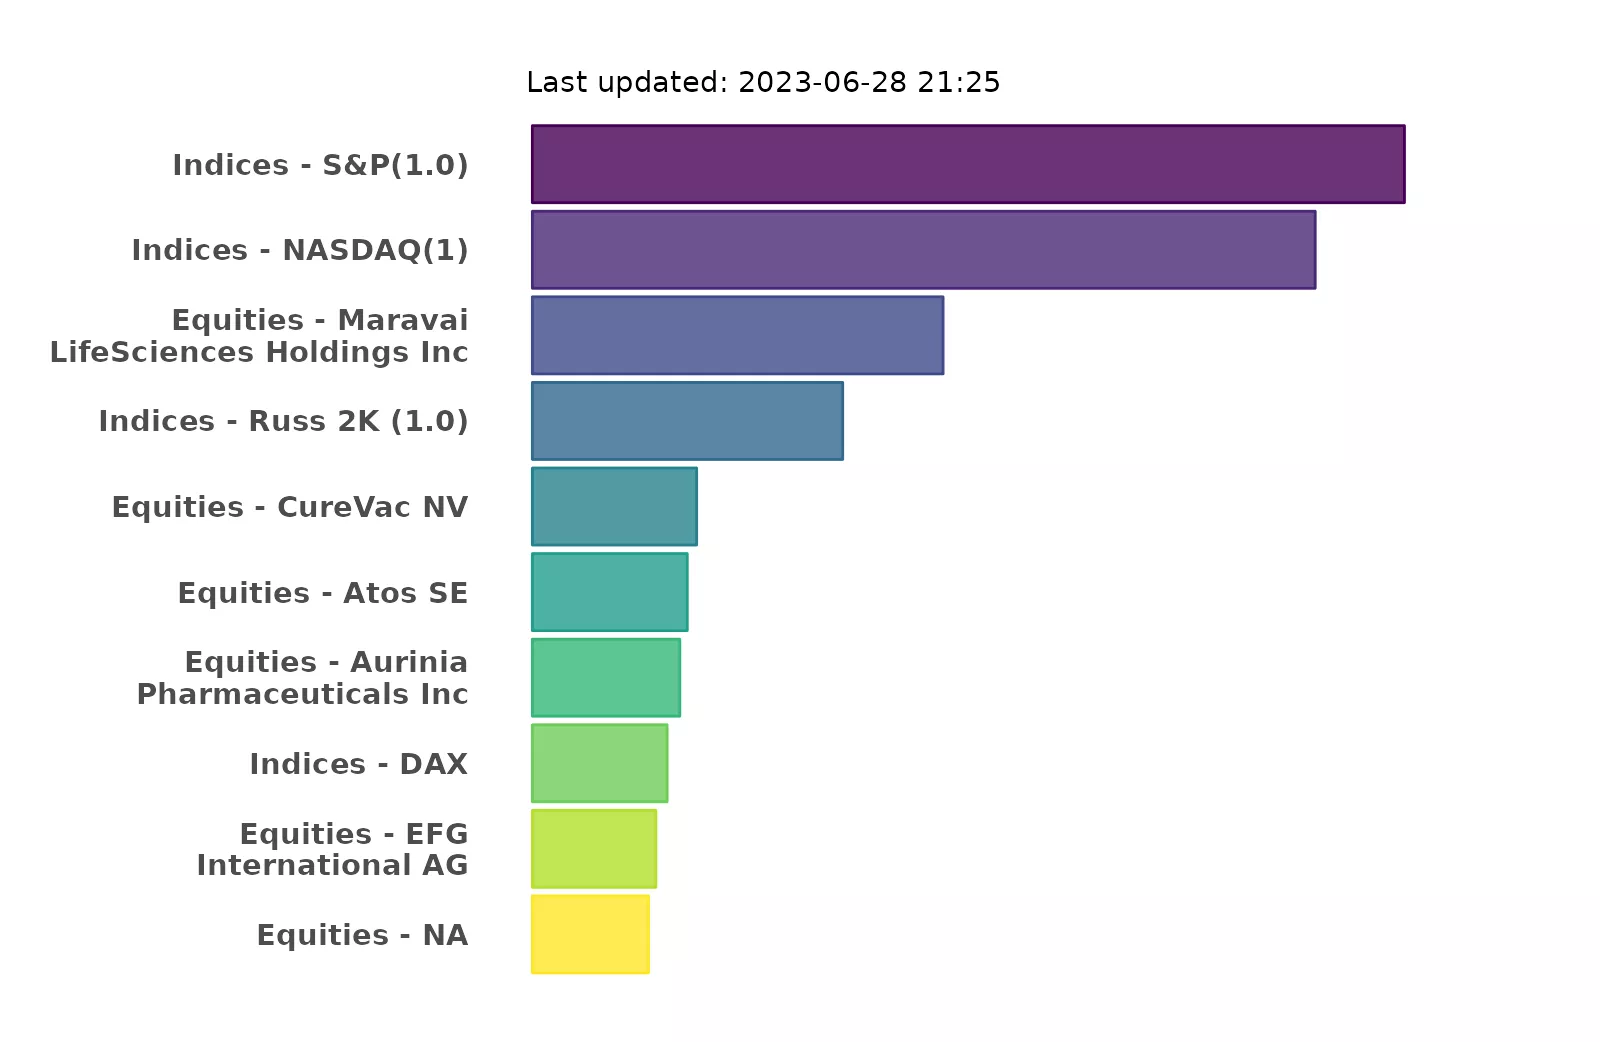 Last updated: 2023-06-28 21:25
Indices - S&P(1.0)
Indices - NASDAQ(1)
Equities - Maravai
LifeSciences Holdings Inc
Indices - Russ 2K (1.0)
Equities - CureVac NV
Equities - Atos SE
Equities - Aurinia
Pharmaceuticals Inc
Indices - DAX
Equities - EFG
International AG
Equities - NA